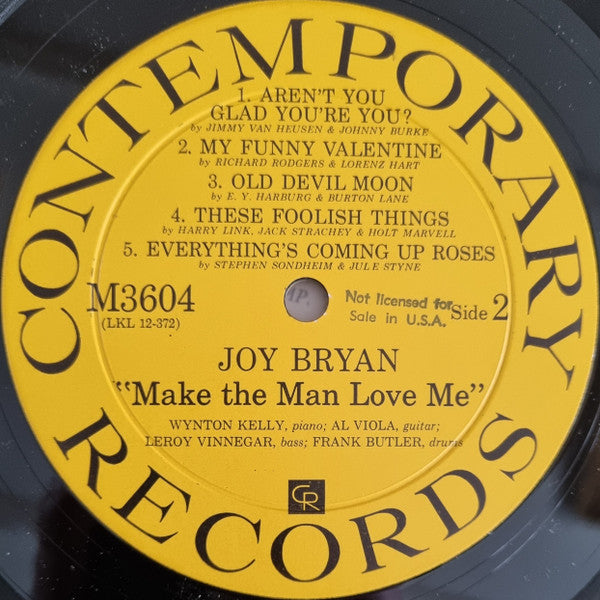 CONTEMPORARY
1. AREN'T YOU
GLAD YOU'RE YOU?
by JIMMY VAN HEUSEN & JOHNNY BURKE
2. MY FUNNY VALENTINE
by RICHARD RODGERS & LORENZ HART
3. OLD DEVIL MOON
by E. Y. HARBURG & BURTON LANE
4. THESE FOOLISH THINGS
by HARRY LINK, JACK STRACHEY & HOLT MARVELL
5. EVERYTHING'S COMING UP ROSES
by STEPHEN SONDHEIM & JULE STYNE
M3604
(LKL 12-372)
Not licensed for
Sale in U.S.A.
Side 2
JOY BRYAN
"Make the Man Love Me"
WYNTON KELLY, piano; AL VIOLA, guitar;
LEROY VINNEGAR, bass; FRANK BUTLER, drums
CR
RECORDS